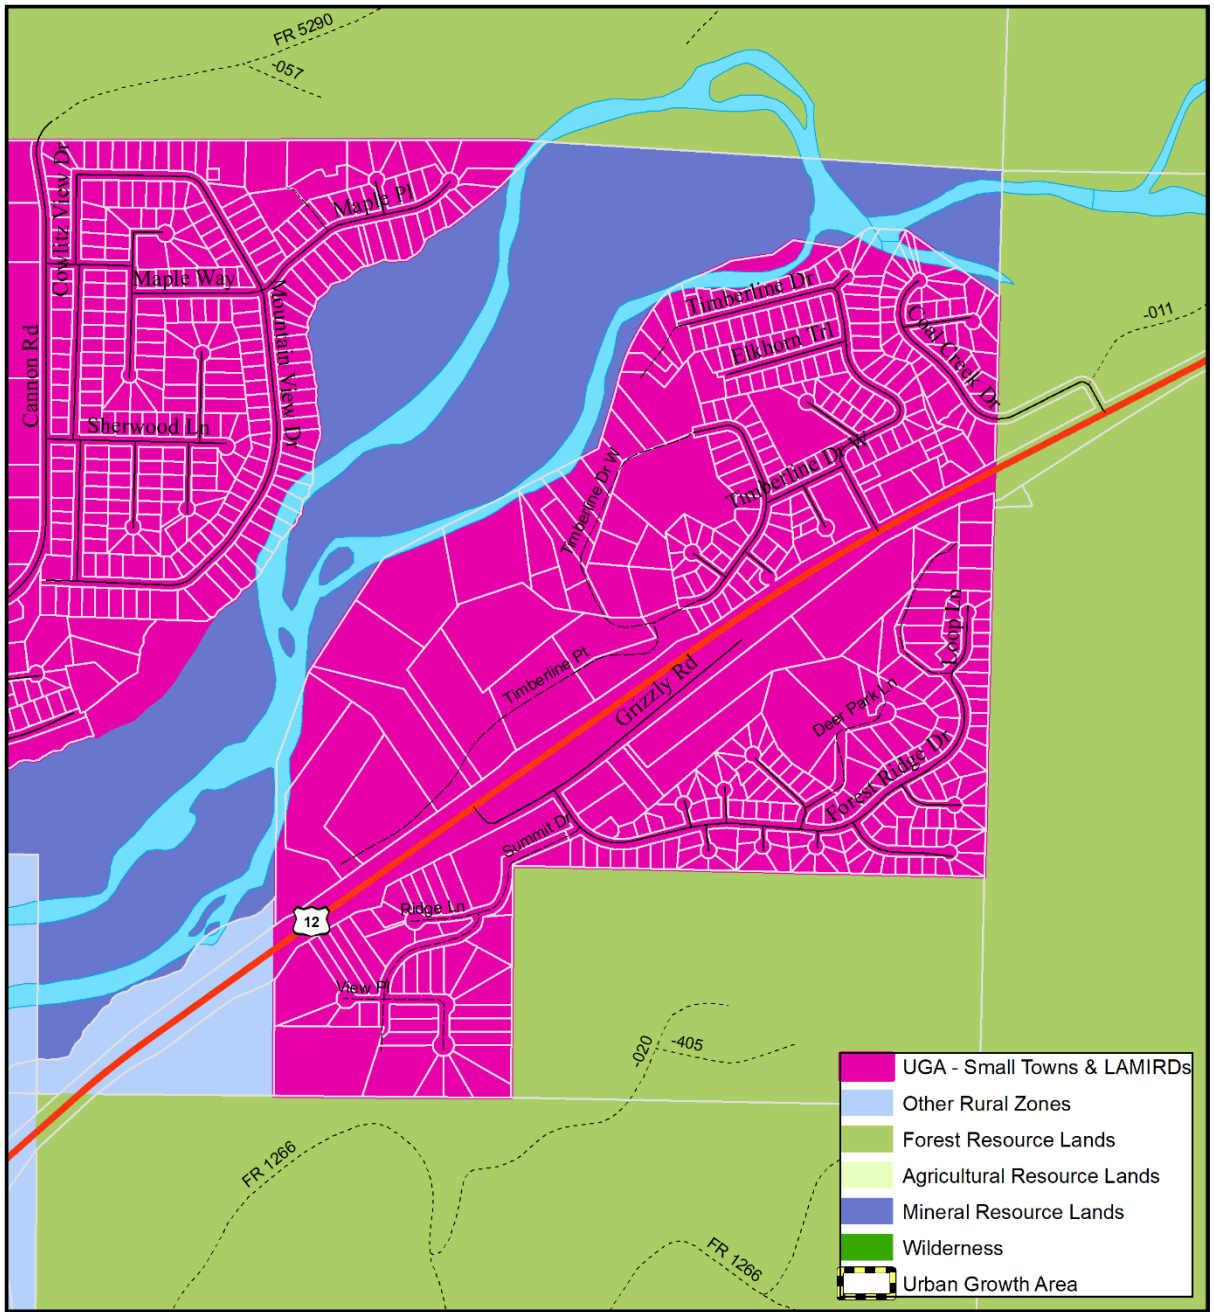 FR 5290
-057
Cowlitz View Dr
Maple Pl
Maple Way
Mountain View Dr
Timberline Dr
Elkhorn Trl
Coal Creek Dr
-011
Cannon Rd
Sherwood Ln
Timberline Dr W
Timberline Dr W
Loop Ln
Timberline Pt
Grizzly Rd
Deer Park Ln
Forest Ridge Dr
Summit Dr
Ridge Ln
12
View Pl
-020
-405
FR 1266
FR 1266
UGA - Small Towns & LAMIRDs
Other Rural Zones
Forest Resource Lands
Agricultural Resource Lands
Mineral Resource Lands
Wilderness
Urban Growth Area